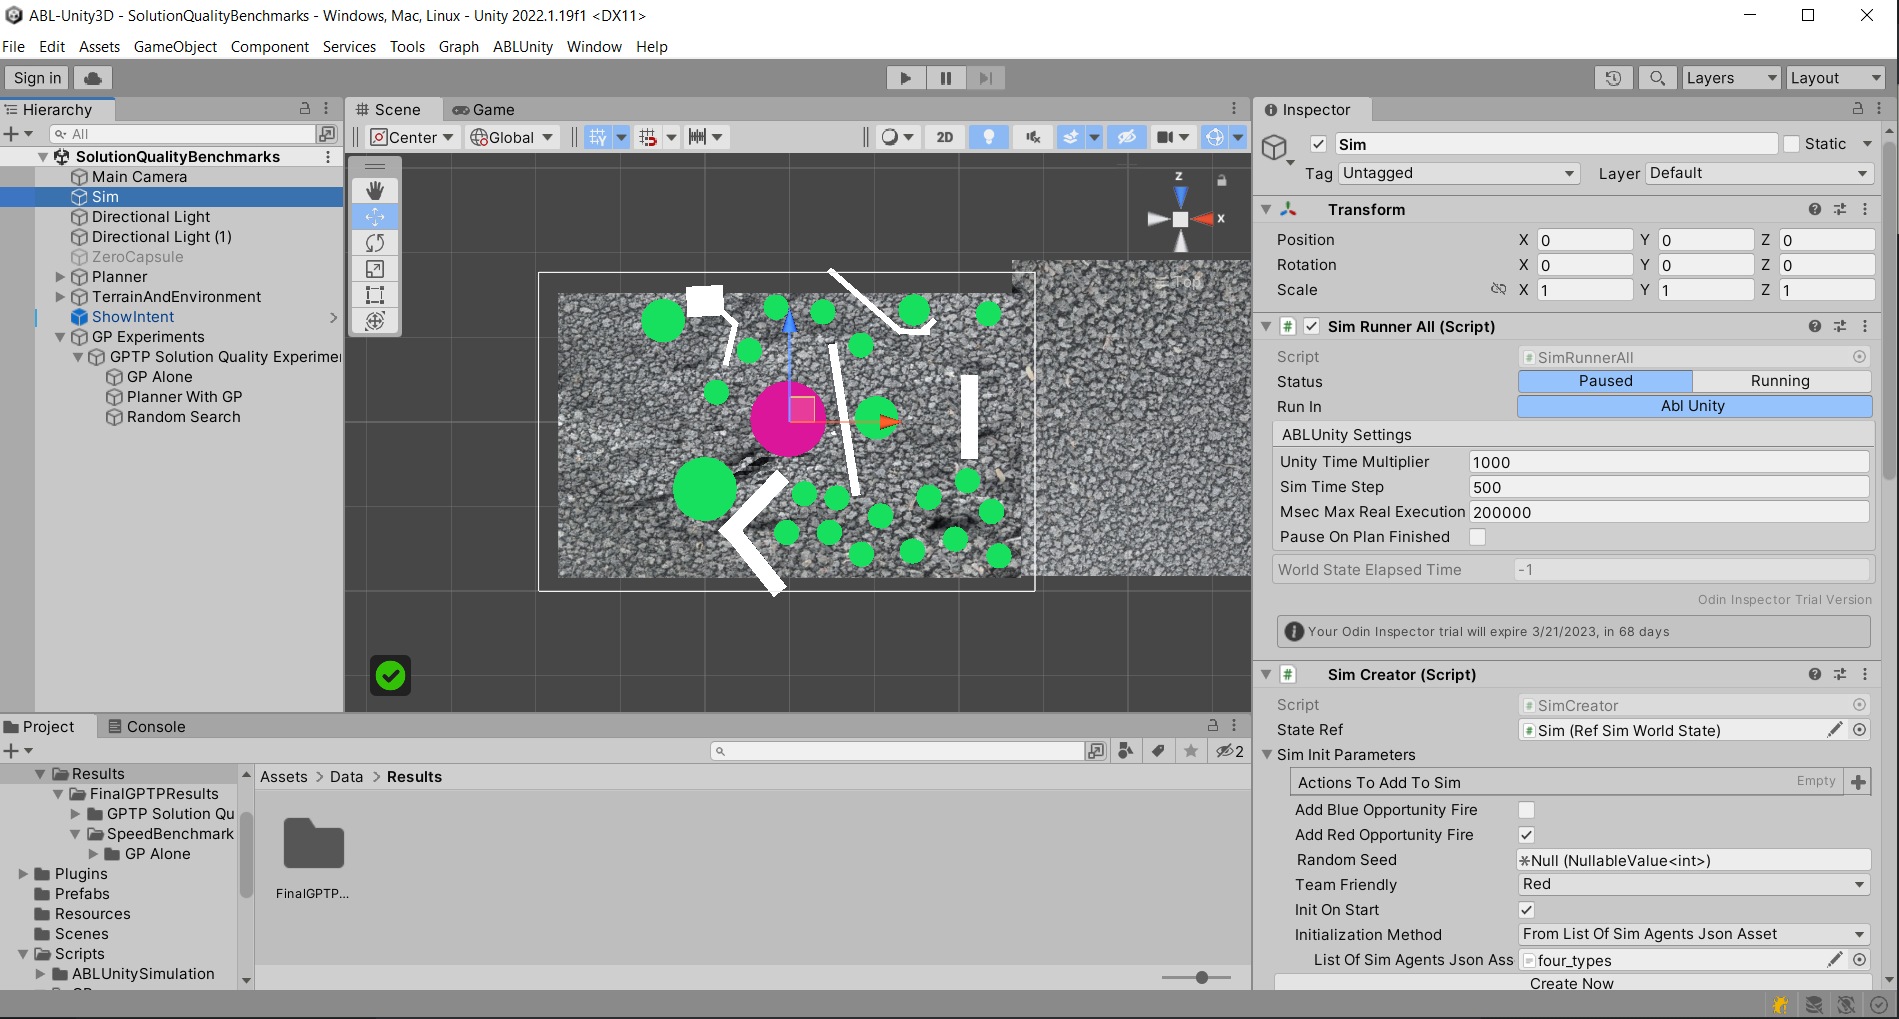 ABL-Unity3D - SolutionQualityBenchmarks - Windows, Mac, Linux - Unity 2022.1.19f1 <DX11>
File Edit Assets GameObject Component Services Tools Graph ABLUnity Window Help
Sign in
Layers
Layout
Hierarchy
All
SolutionQualityBenchmarks
Main Camera
Sim
Directional Light
Directional Light (1)
ZeroCapsule
Planner
TerrainAndEnvironment
ShowIntent
GP Experiments
GPTP Solution Quality Experime
GP Alone
Planner With GP
Random Search
Scene Game
Center Global 2D
z
x
Top
Inspector
Sim Static
Tag Untagged Layer Default
Transform
Position X 0 Y 0 Z 0
Rotation X 0 Y 0 Z 0
Scale X 1 Y 1 Z 1
Sim Runner All (Script)
Script # SimRunnerAll
Status Paused Running
Run In Abl Unity
ABLUnity Settings
Unity Time Multiplier 1000
Sim Time Step 500
Msec Max Real Execution 200000
Pause On Plan Finished
World State Elapsed Time -1
Odin Inspector Trial Version
Your Odin Inspector trial will expire 3/21/2023, in 68 days
Sim Creator (Script)
Script # SimCreator
State Ref # Sim (Ref Sim World State)
Sim Init Parameters
Actions To Add To Sim Empty
Add Blue Opportunity Fire
Add Red Opportunity Fire
Random Seed Null (NullableValue<int>)
Team Friendly Red
Init On Start
Initialization Method From List Of Sim Agents Json Asset
List Of Sim Agents Json Ass four_types
Create Now
Project Console
2
Results
FinalGPTPResults
GPTP Solution Qu
SpeedBenchmark
GP Alone
Plugins
Prefabs
Resources
Scenes
Scripts
ABLUnitySimulation
Assets > Data > Results
FinalGPTP...